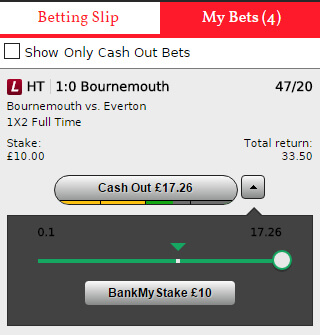 Betting Slip
My Bets (4)
Show Only Cash Out Bets
L HT 1:0 Bournemouth 47/20
Bournemouth vs. Everton
1X2 Full Time
Stake: Total return:
£10.00 33.50
Cash Out £17.26
0.1 17.26
BankMyStake £10